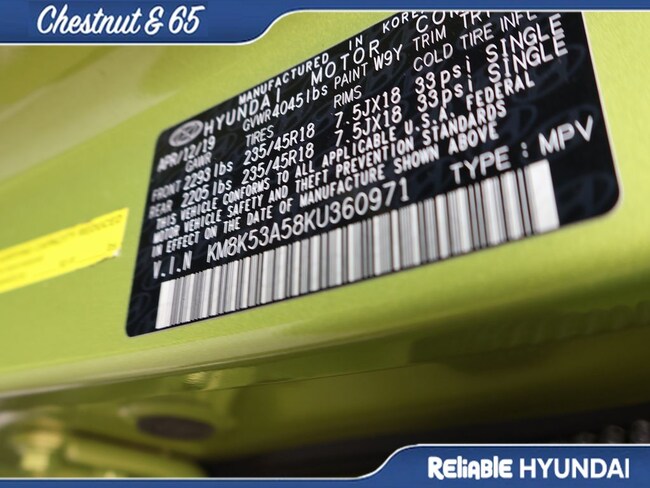 Chestnut & 65
MANUFACTURED IN KOREA
HYUNDAI MOTOR
APR/12/19 GVWR 4045 lbs PAINT W9Y TRIM TRY
GAWR TIRES RIMS COLD TIRE INFL
FRONT 2293 lbs 235/45R18 7.5JX18 33psi SINGLE
REAR 2205 lbs 235/45R18 7.5JX18 33psi SINGLE
THIS VEHICLE CONFORMS TO ALL APPLICABLE U.S.A. FEDERAL
MOTOR VEHICLE SAFETY AND THEFT PREVENTION STANDARDS
IN EFFECT ON THE DATE OF MANUFACTURE SHOWN ABOVE
V.I.N KM8K53A58KU360971 TYPE: MPV
REDUCED
Reliable HYUNDAI